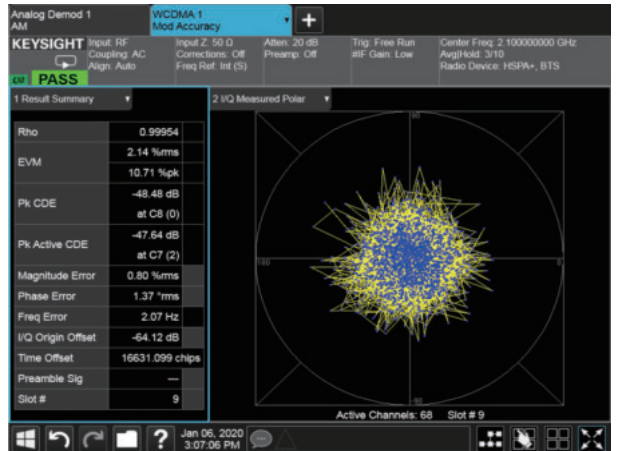 Analog Demod 1
AM
WCDMA 1
Mod Accuracy
KEYSIGHT
Input: RF
Coupling: AC
Align: Auto
Input Z: 50 Ω
Corrections: Off
Freq Ref: Int (S)
Atten: 20 dB
Preamp: Off
Trig: Free Run
#IF Gain: Low
Center Freq: 2.100000000 GHz
Avg|Hold: 3/10
Radio Device: HSPA+, BTS
PASS
1 Result Summary
2 I/Q Measured Polar
Rho 0.99954
EVM 2.14 %rms
10.71 %pk
Pk CDE -48.48 dB
at C8 (0)
Pk Active CDE -47.64 dB
at C7 (2)
Magnitude Error 0.80 %rms
Phase Error 1.37 °rms
Freq Error 2.07 Hz
I/Q Origin Offset -64.12 dB
Time Offset 16631.099 chips
Preamble Sig ---
Slot # 9
90
180
0
-90
Active Channels: 68 Slot # 9
?
Jan 06, 2020
3:07:06 PM